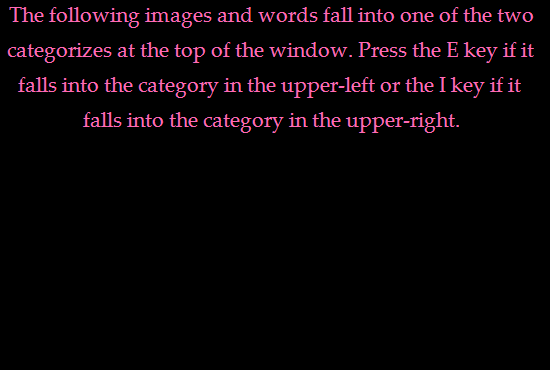 The following images and words fall into one of the two
categorizes at the top of the window. Press the E key if it
falls into the category in the upper-left or the I key if it
falls into the category in the upper-right.